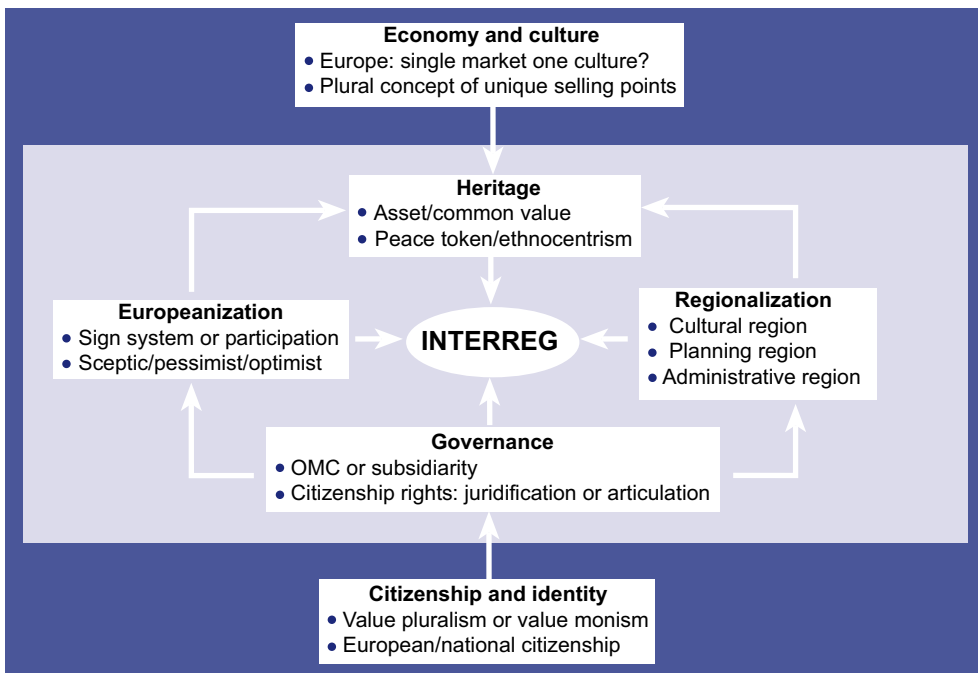 Economy and culture
• Europe: single market one culture?
• Plural concept of unique selling points
Heritage
• Asset/common value
• Peace token/ethnocentrism
Europeanization
• Sign system or participation
• Sceptic/pessimist/optimist
INTERREG
Regionalization
• Cultural region
• Planning region
• Administrative region
Governance
• OMC or subsidiarity
• Citizenship rights: juridification or articulation
Citizenship and identity
• Value pluralism or value monism
• European/national citizenship